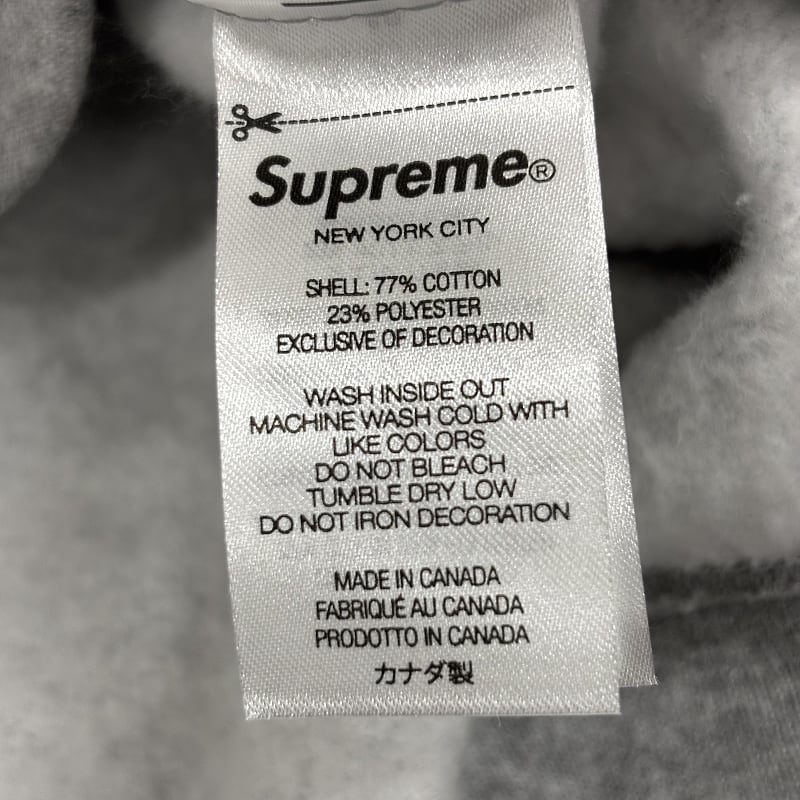 Supreme®
NEW YORK CITY
SHELL: 77% COTTON
23% POLYESTER
EXCLUSIVE OF DECORATION
WASH INSIDE OUT
MACHINE WASH COLD WITH
LIKE COLORS
DO NOT BLEACH
TUMBLE DRY LOW
DO NOT IRON DECORATION
MADE IN CANADA
FABRIQUÉ AU CANADA
PRODOTTO IN CANADA
カナダ製